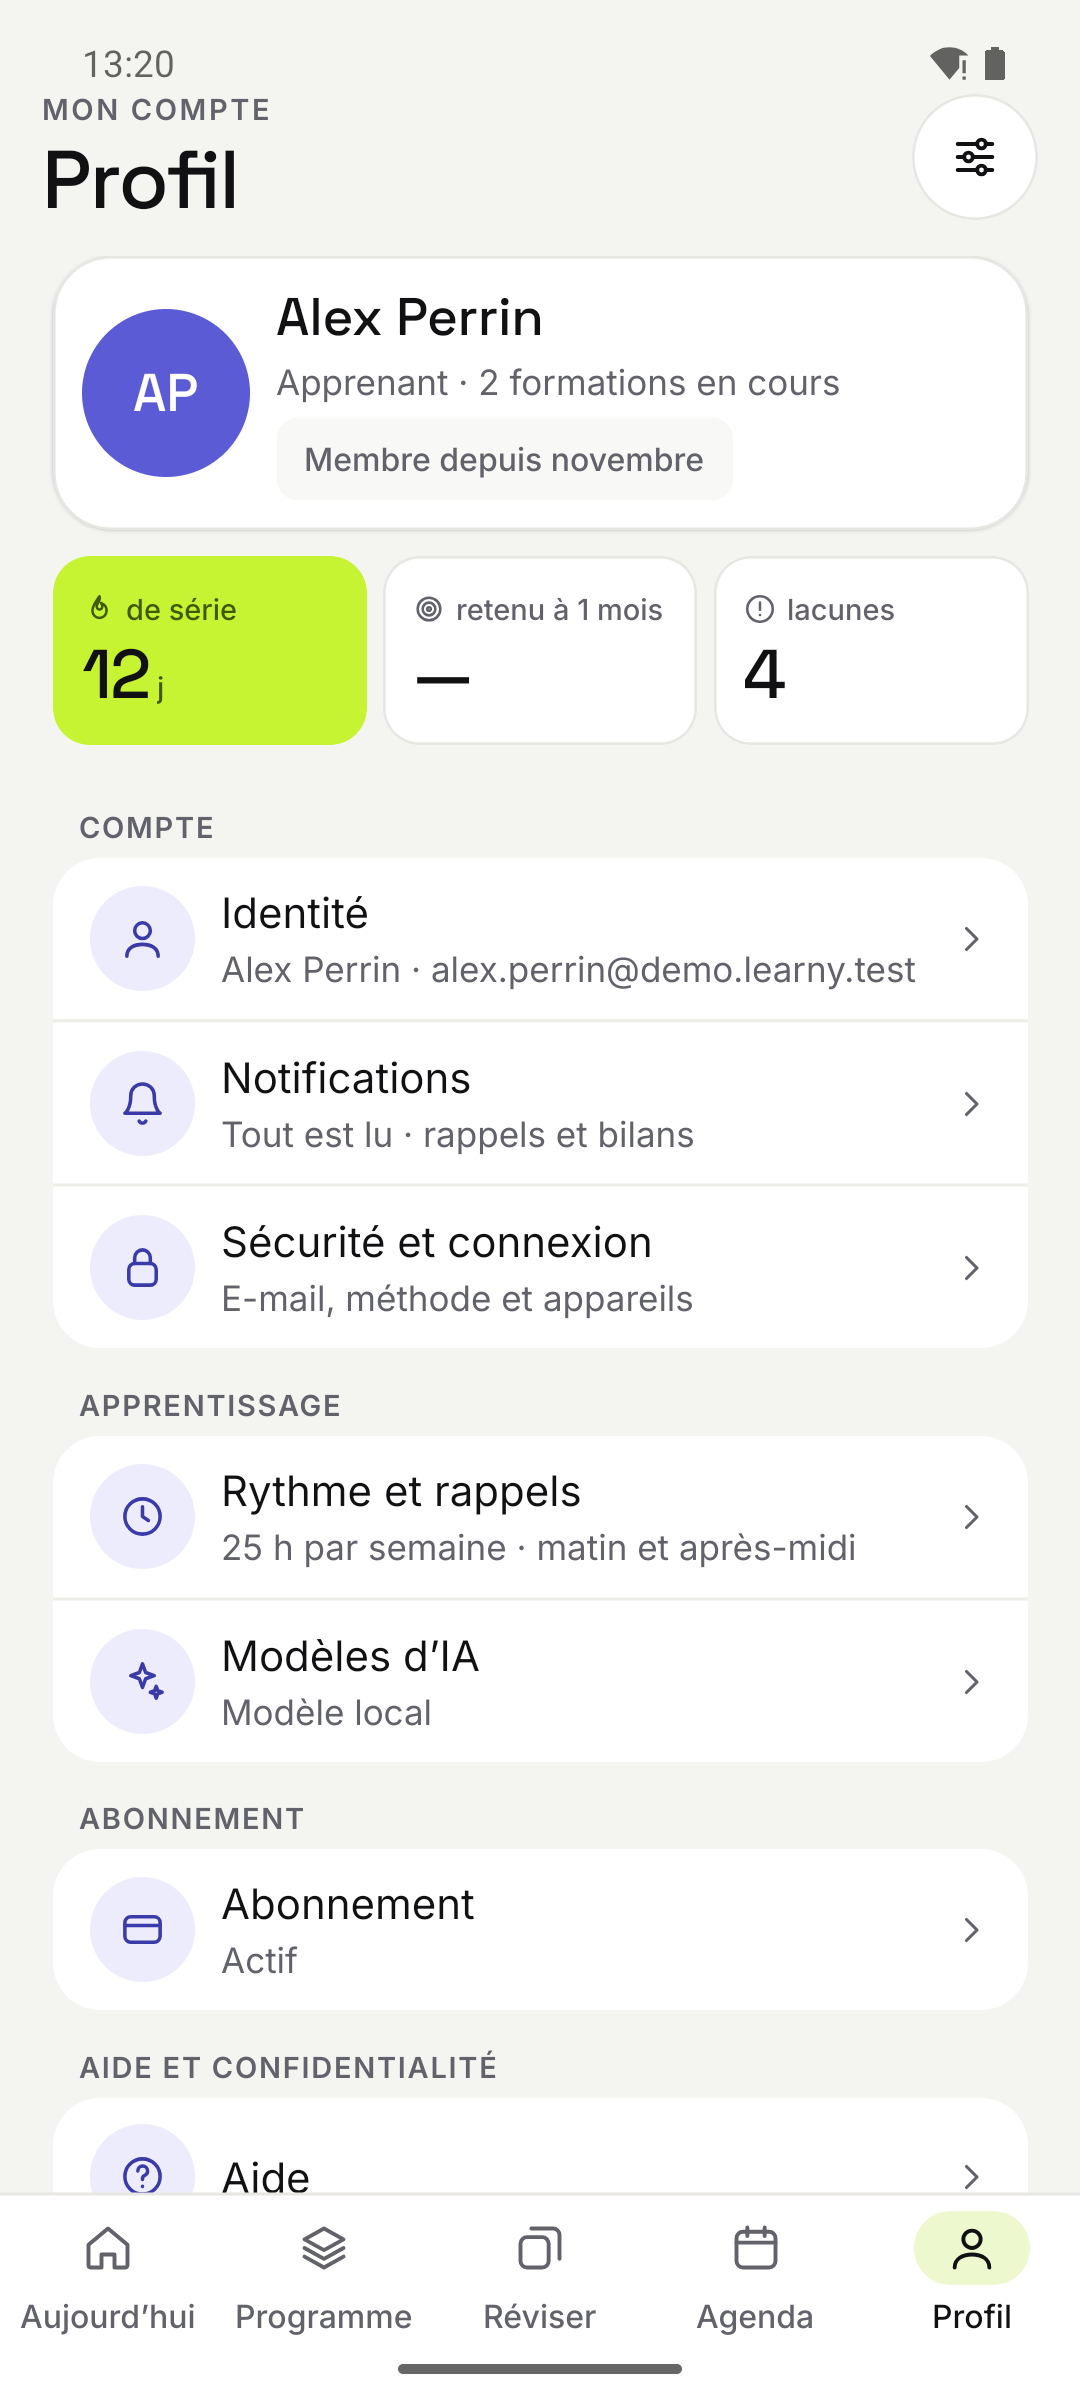 13:20
MON COMPTE
Profil
AP
Alex Perrin
Apprenant · 2 formations en cours
Membre depuis novembre
de série
12 j
retenu à 1 mois
—
lacunes
4
COMPTE
Identité
Alex Perrin · alex.perrin@demo.learny.test
Notifications
Tout est lu · rappels et bilans
Sécurité et connexion
E-mail, méthode et appareils
APPRENTISSAGE
Rythme et rappels
25 h par semaine · matin et après-midi
Modèles d’IA
Modèle local
ABONNEMENT
Abonnement
Actif
AIDE ET CONFIDENTIALITÉ
Aide
Aujourd’hui
Programme
Réviser
Agenda
Profil